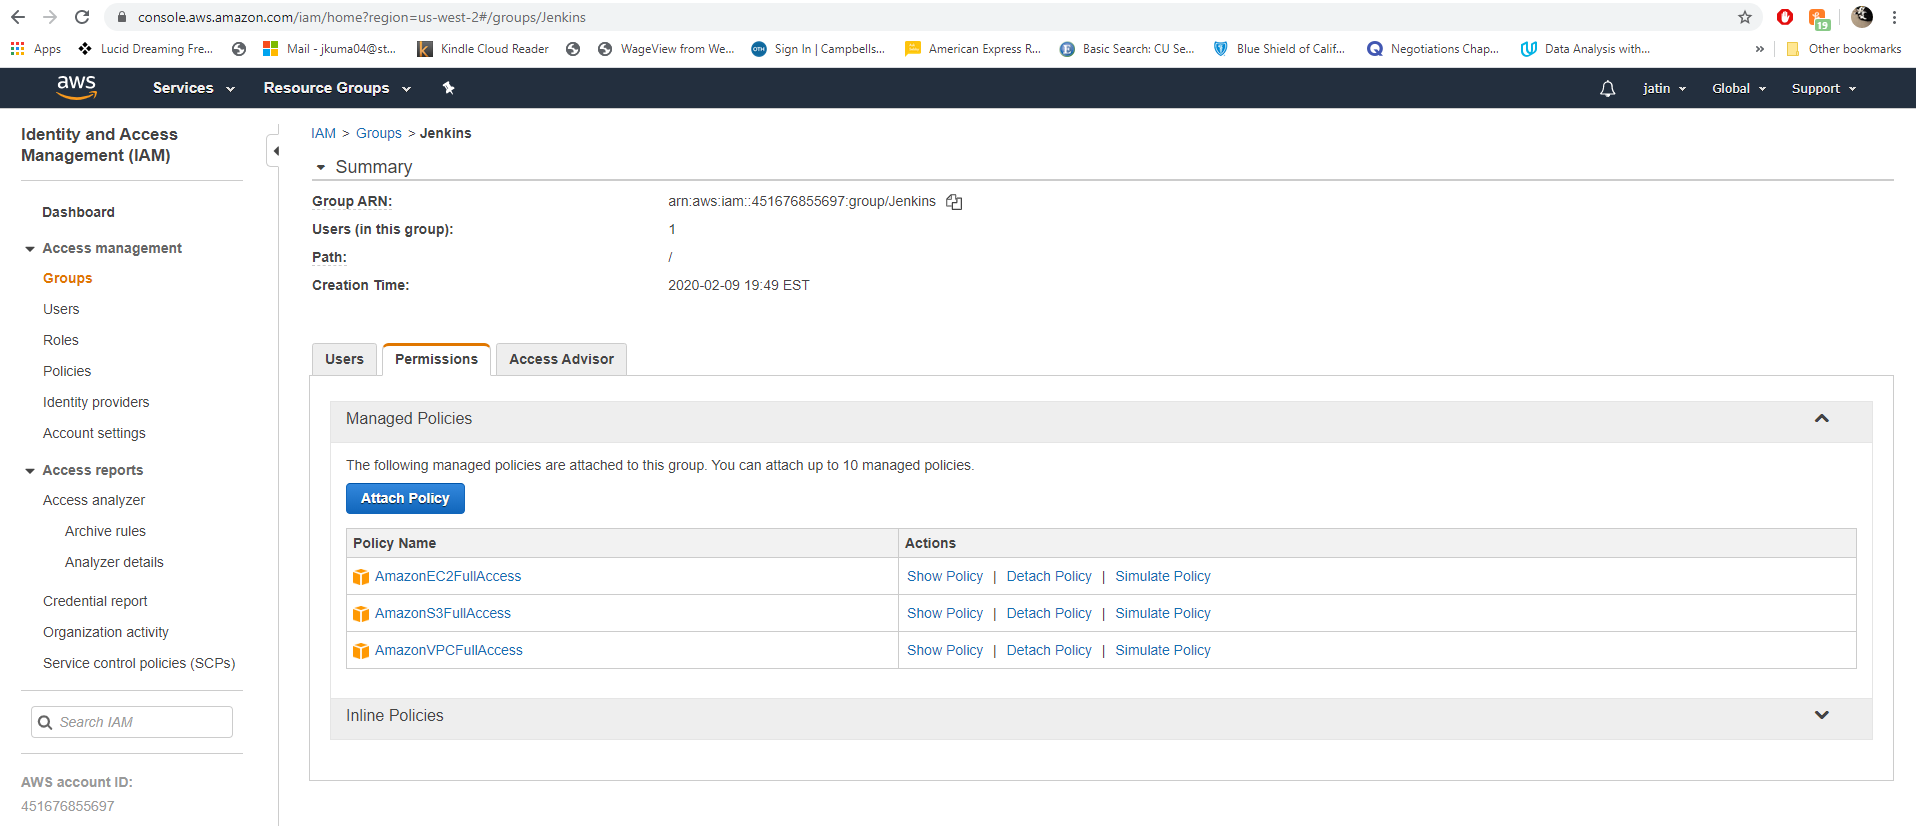 console.aws.amazon.com/iam/home?region=us-west-2#/groups/Jenkins
19
Apps
Lucid Dreaming Fre...
Mail - jkuma04@st...
Kindle Cloud Reader
WageView from We...
Sign In | Campbells...
American Express R...
Basic Search: CU Se...
Blue Shield of Calif...
Negotiations Chap...
Data Analysis with...
»
Other bookmarks
aws
Services
Resource Groups
jatin
Global
Support
Identity and Access
Management (IAM)
Dashboard
Access management
Groups
Users
Roles
Policies
Identity providers
Account settings
Access reports
Access analyzer
Archive rules
Analyzer details
Credential report
Organization activity
Service control policies (SCPs)
Search IAM
AWS account ID:
451676855697
IAM > Groups > Jenkins
Summary
Group ARN: arn:aws:iam::451676855697:group/Jenkins
Users (in this group): 1
Path: /
Creation Time: 2020-02-09 19:49 EST
Users
Permissions
Access Advisor
Managed Policies
The following managed policies are attached to this group. You can attach up to 10 managed policies.
Attach Policy
Policy Name Actions
AmazonEC2FullAccess Show Policy | Detach Policy | Simulate Policy
AmazonS3FullAccess Show Policy | Detach Policy | Simulate Policy
AmazonVPCFullAccess Show Policy | Detach Policy | Simulate Policy
Inline Policies